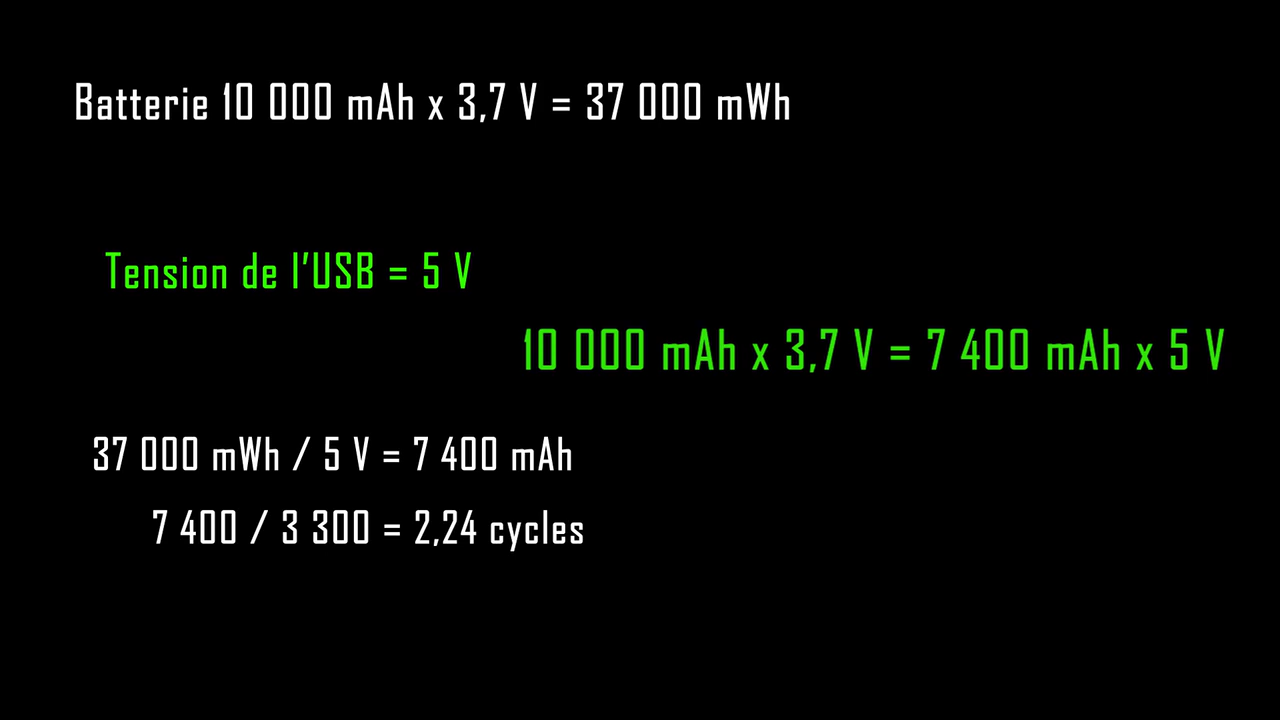 Batterie 10 000 mAh x 3,7 V = 37 000 mWh
Tension de l’USB = 5 V
10 000 mAh x 3,7 V = 7 400 mAh x 5 V
37 000 mWh / 5 V = 7 400 mAh
7 400 / 3 300 = 2,24 cycles